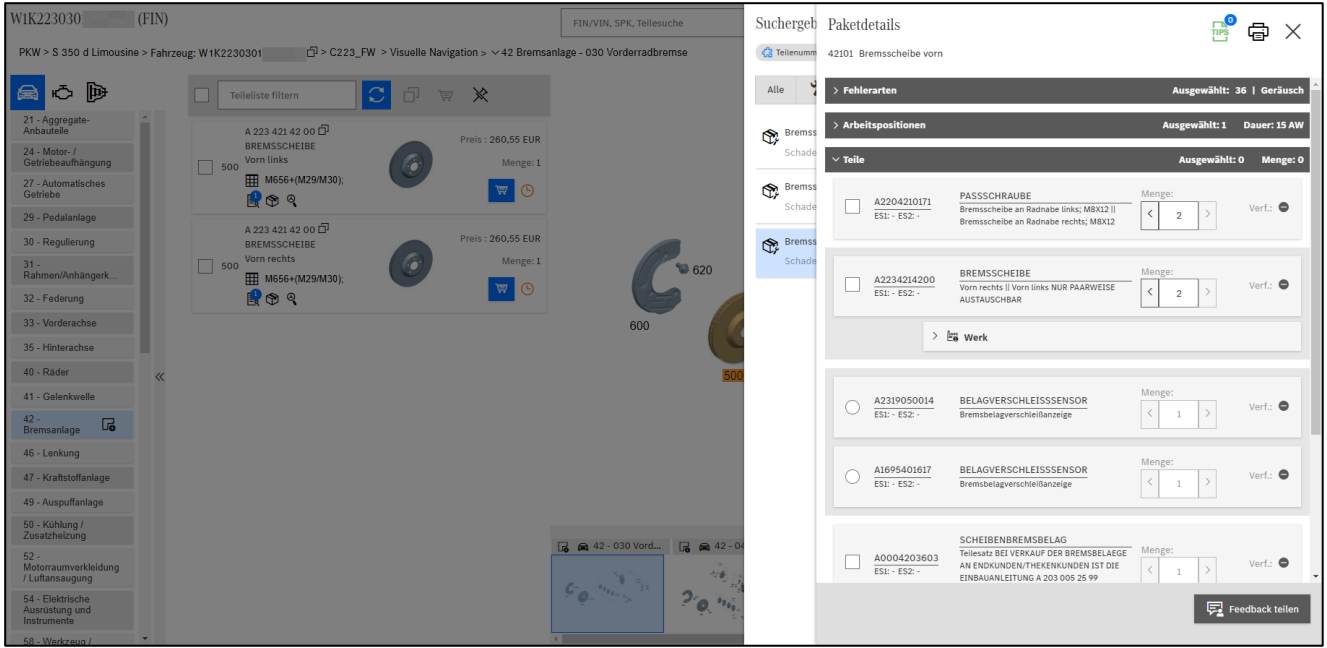 W1K223030 (FIN)
FIN/VIN, SPK, Teilesuche
PKW > S 350 d Limousine > Fahrzeug: W1K2230301 > C223_FW > Visuelle Navigation > 42 Bremsanlage - 030 Vorderradbremse
21 - Aggregate-
Anbauteile
24 - Motor- /
Getriebeaufhängung
27 - Automatisches
Getriebe
29 - Pedalanlage
30 - Regulierung
31 -
Rahmen/Anhängerk...
32 - Federung
33 - Vorderachse
35 - Hinterachse
40 - Räder
41 - Gelenkwelle
42 -
Bremsanlage
46 - Lenkung
47 - Kraftstoffanlage
49 - Auspuffanlage
50 - Kühlung /
Zusatzheizung
52 -
Motorraumverkleidung
/ Luftansaugung
54 - Elektrische
Ausrüstung und
Instrumente
58 - Werkzeug /
Teileliste filtern
500
A 223 421 42 00
BREMSSCHEIBE
Vorn links
M656+(M29/M30);
1
Preis : 260,55 EUR
Menge: 1
500
A 223 421 42 00
BREMSSCHEIBE
Vorn rechts
M656+(M29/M30);
1
Preis : 260,55 EUR
Menge: 1
620
600
500
42 - 030 Vord...
42 - 04
Suchergeb
Teilenumm
Alle
Bremss
Schade
Bremss
Schade
Bremss
Schade
Paketdetails
TIPS
0
42101 Bremsscheibe vorn
> Fehlerarten Ausgewählt: 36 | Geräusch
> Arbeitspositionen Ausgewählt: 1 Dauer: 15 AW
Teile Ausgewählt: 0 Menge: 0
A2204210171
ES1: - ES2: -
PASSSCHRAUBE
Bremsscheibe an Radnabe links; M8X12 ||
Bremsscheibe an Radnabe rechts; M8X12
Menge:
< 2 >
Verf.:
A2234214200
ES1: - ES2: -
BREMSSCHEIBE
Vorn rechts || Vorn links NUR PAARWEISE
AUSTAUSCHBAR
Menge:
< 2 >
Verf.:
> Werk
A2319050014
ES1: - ES2: -
BELAGVERSCHLEISSSENSOR
Bremsbelagverschleißanzeige
Menge:
< 1 >
Verf.:
A1695401617
ES1: - ES2: -
BELAGVERSCHLEISSSENSOR
Bremsbelagverschleißanzeige
Menge:
< 1 >
Verf.:
A0004203603
ES1: - ES2: -
SCHEIBENBREMSBELAG
Teilesatz BEI VERKAUF DER BREMSBELAEGE
AN ENDKUNDEN/THEKENKUNDEN IST DIE
EINBAUANLEITUNG A 203 005 25 99
Menge:
< 1 >
Verf.:
Feedback teilen